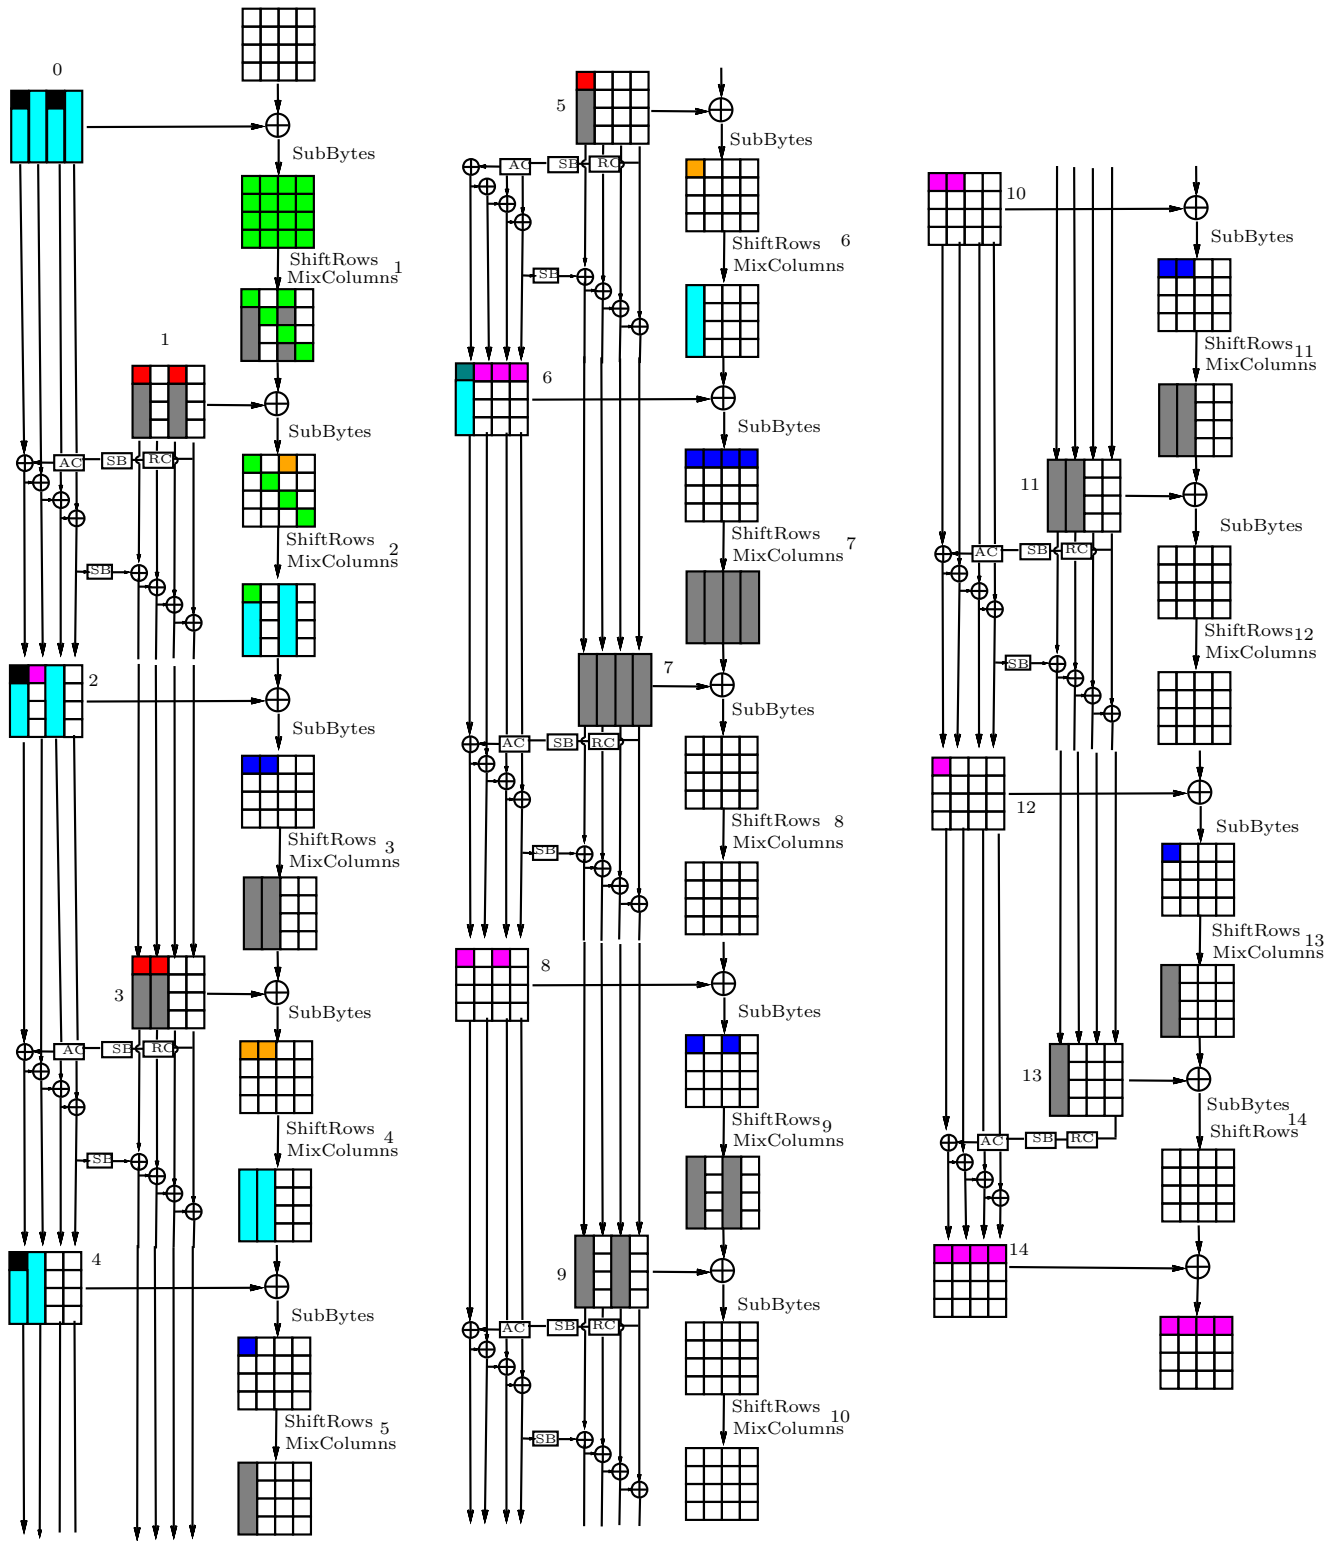 0
SubBytes
ShiftRows
MixColumns 1
1
SubBytes
AC SB RC
ShiftRows
MixColumns 2
SB
2
SubBytes
ShiftRows 3
MixColumns
3
SubBytes
AC SB RC
ShiftRows 4
MixColumns
SB
4
SubBytes
ShiftRows 5
MixColumns
5
SubBytes
AC SB RC
ShiftRows 6
MixColumns
SB
6
SubBytes
ShiftRows
MixColumns 7
7
SubBytes
AC SB RC
ShiftRows 8
MixColumns
SB
8
SubBytes
ShiftRows 9
MixColumns
9
SubBytes
AC SB RC
ShiftRows 10
MixColumns
SB
10
SubBytes
ShiftRows 11
MixColumns
11
SubBytes
AC SB RC
ShiftRows 12
MixColumns
SB
12
SubBytes
ShiftRows 13
MixColumns
13
SubBytes
ShiftRows 14
AC SB RC
14